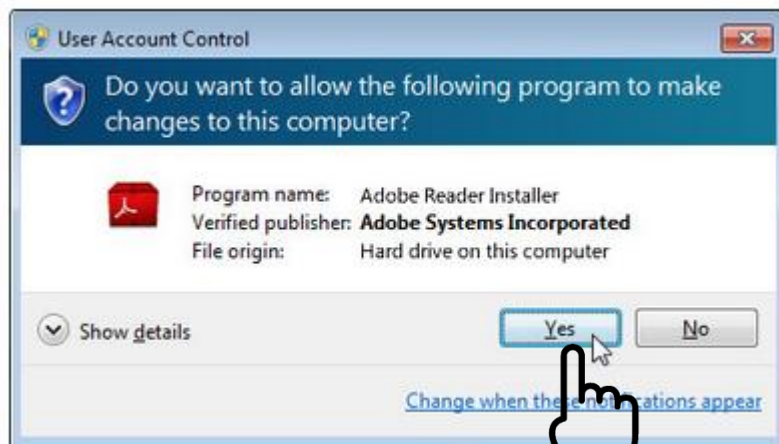 User Account Control
Do you want to allow the following program to make
changes to this computer?
Program name: Adobe Reader Installer
Verified publisher: Adobe Systems Incorporated
File origin: Hard drive on this computer
Show details
Yes
No
Change when these notifications appear